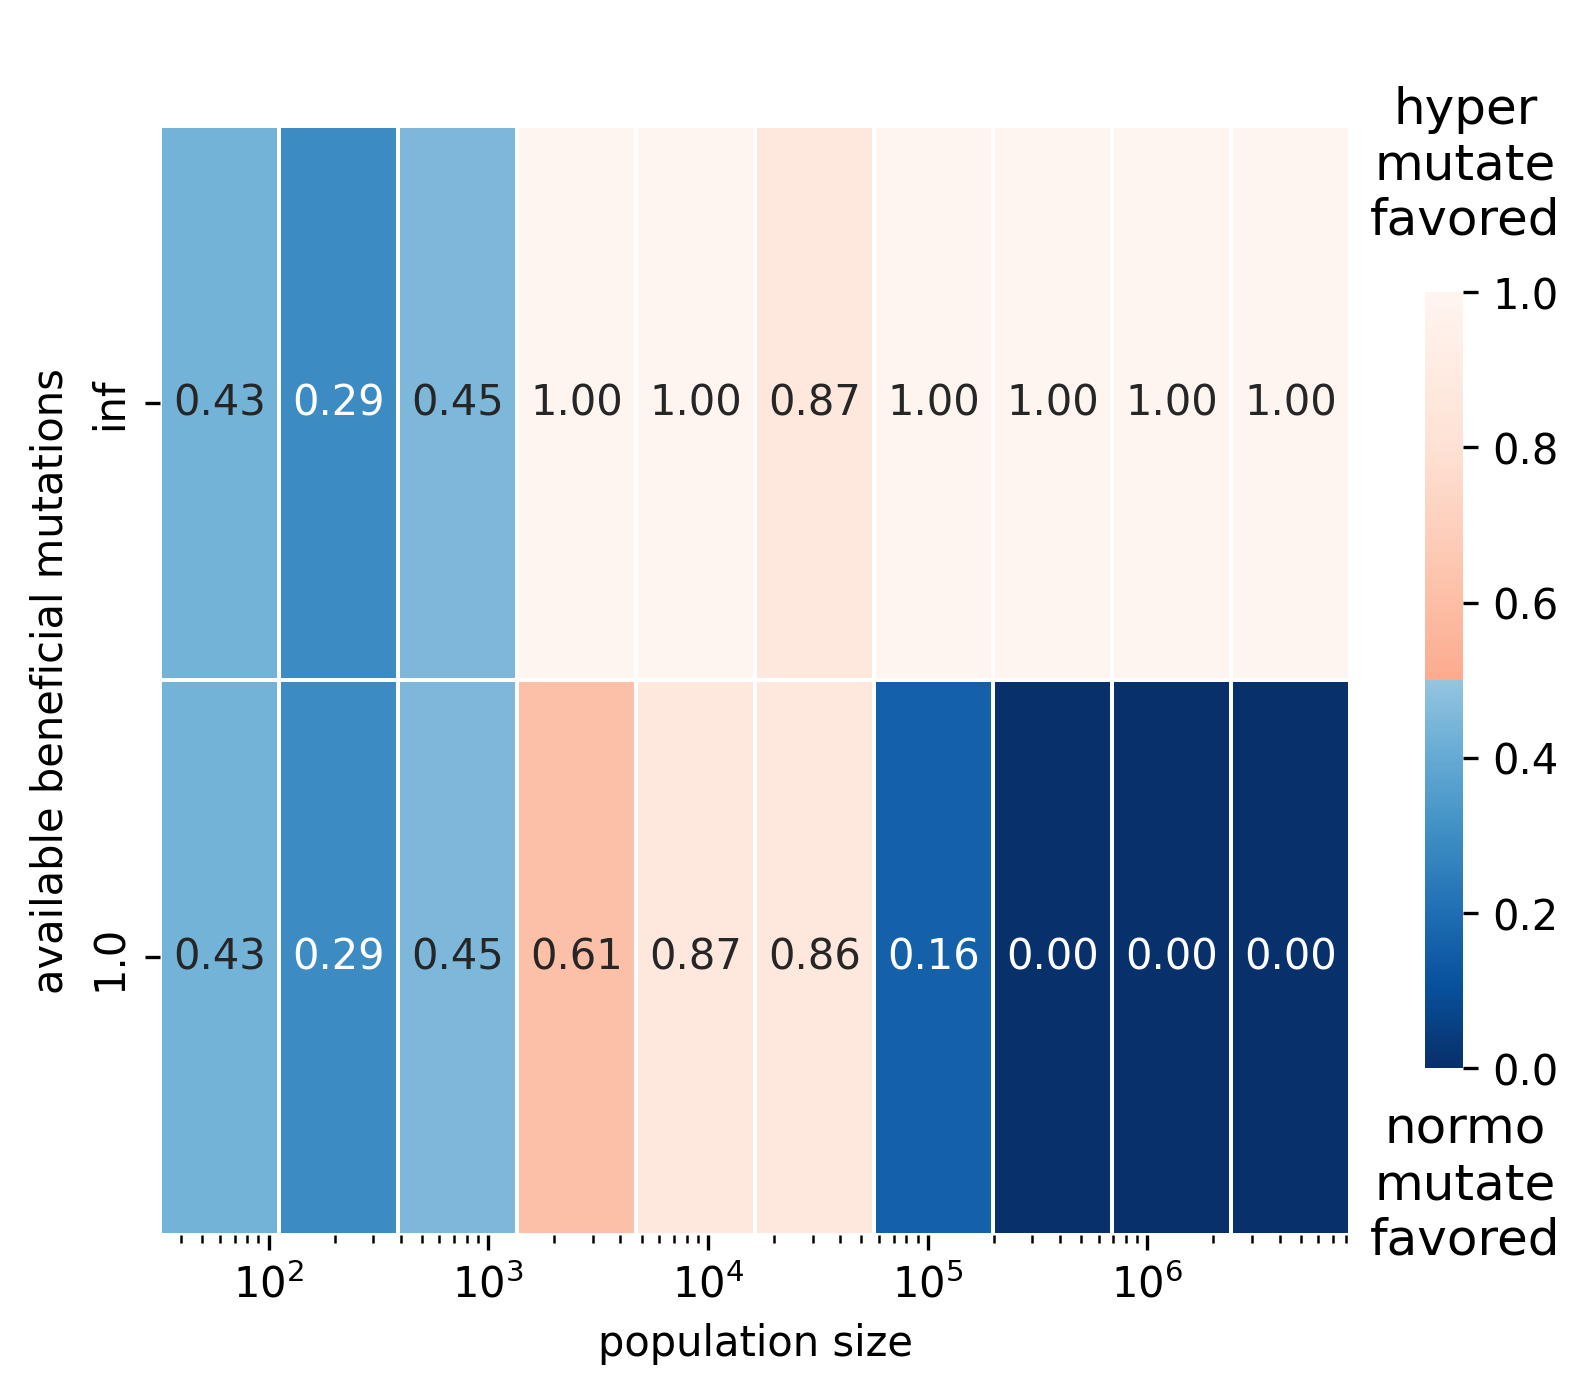 hyper
mutate
favored
available beneficial mutations
inf
0.43 0.29 0.45 1.00 1.00 0.87 1.00 1.00 1.00 1.00
1.0
0.43 0.29 0.45 0.61 0.87 0.86 0.16 0.00 0.00 0.00
1.0
0.8
0.6
0.4
0.2
0.0
normo
mutate
favored
10² 10³ 10⁴ 10⁵ 10⁶
population size